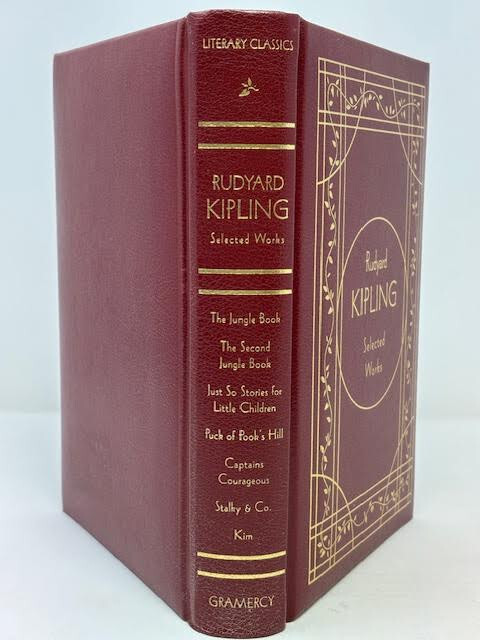 LITERARY CLASSICS
RUDYARD
KIPLING
Selected Works
The Jungle Book
The Second
Jungle Book
Just So Stories for
Little Children
Puck of Pook's Hill
Captains
Courageous
Stalky & Co.
Kim
GRAMERCY
Rudyard
KIPLING
Selected
Works